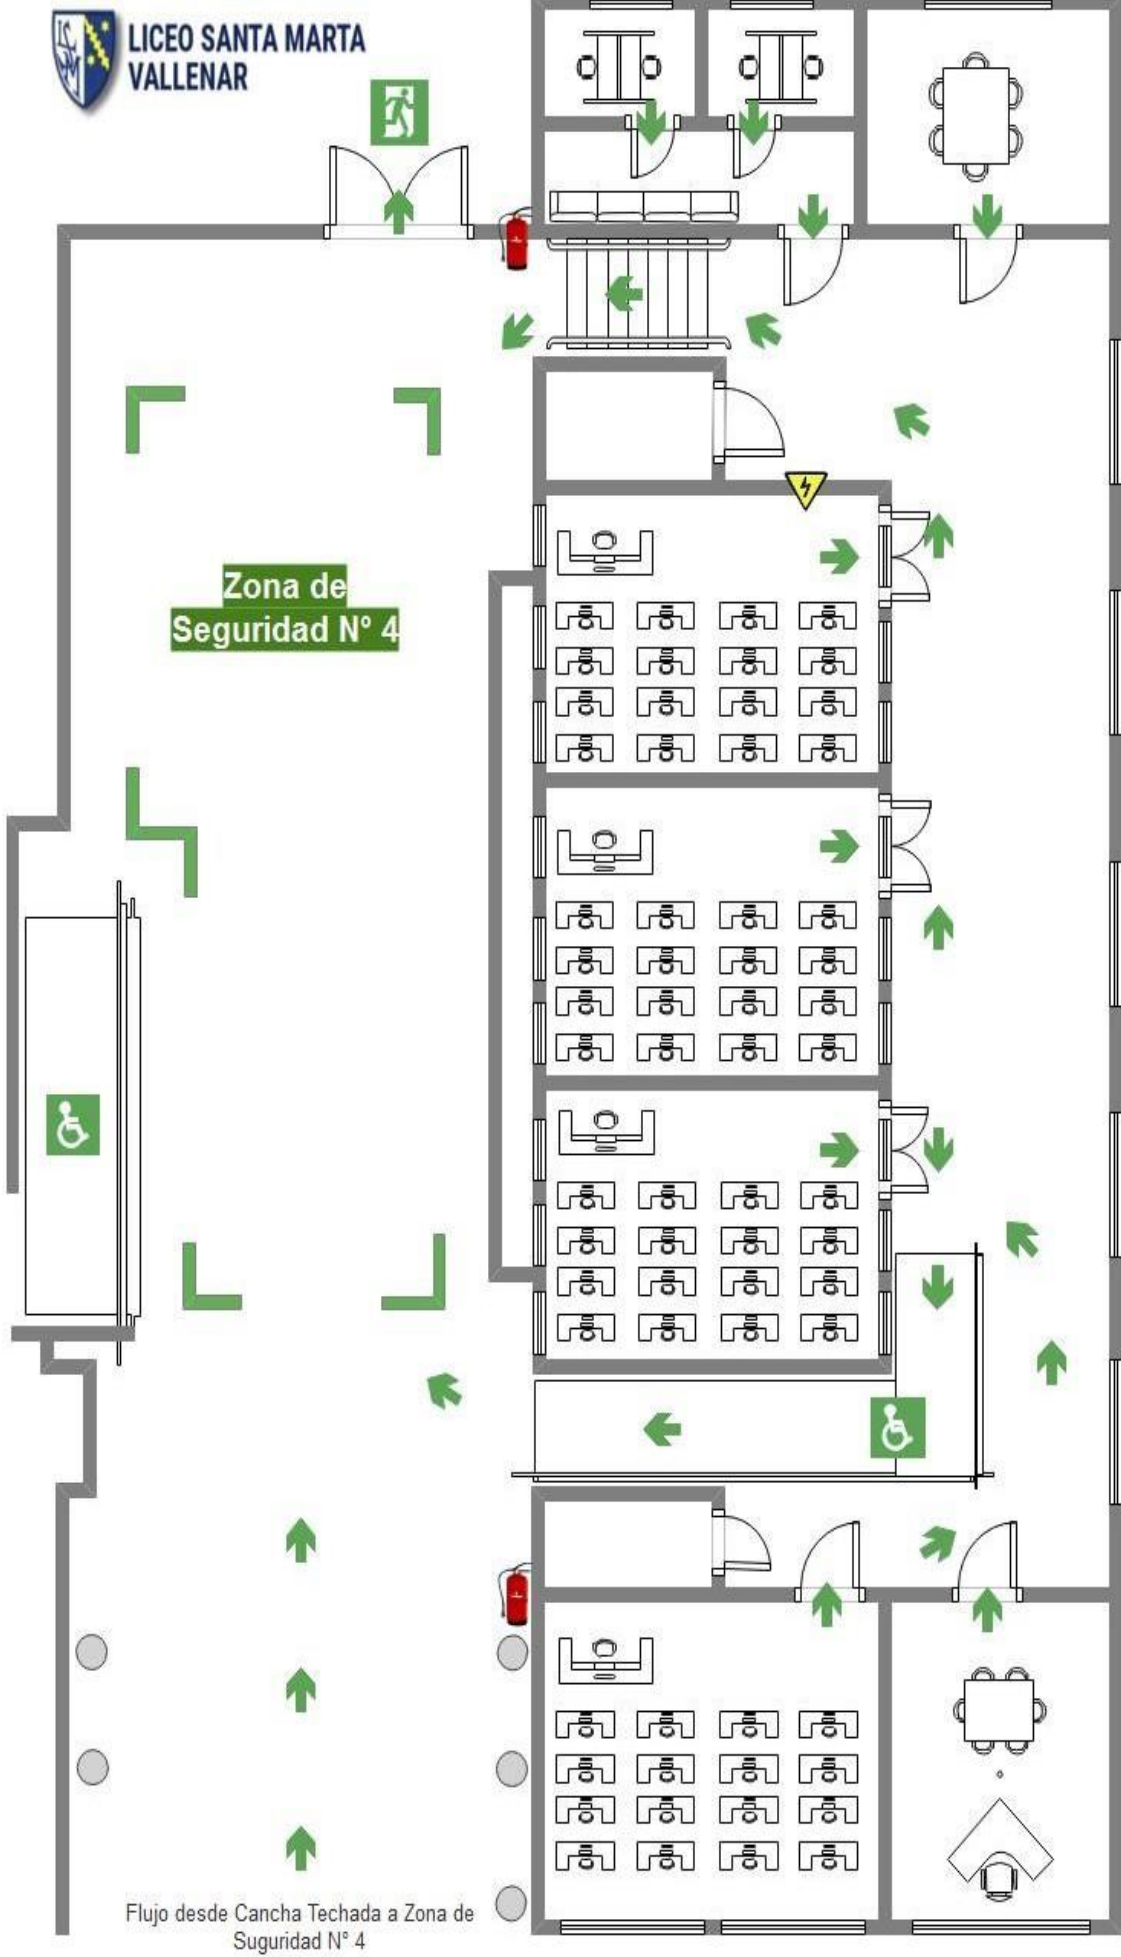 LICEO SANTA MARTA
VALLENAR
Zona de
Seguridad N° 4
Flujo desde Cancha Techada a Zona de
Suguridad N° 4